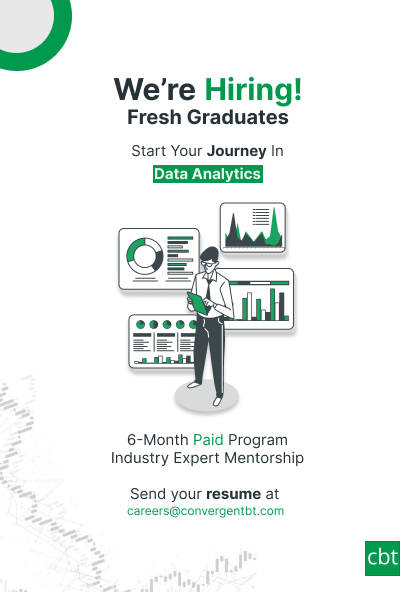 We're Hiring!
Fresh Graduates
Start Your Journey In
Data Analytics
6-Month Paid Program
Industry Expert Mentorship
Send your resume at
careers@convergentbt.com
cbt